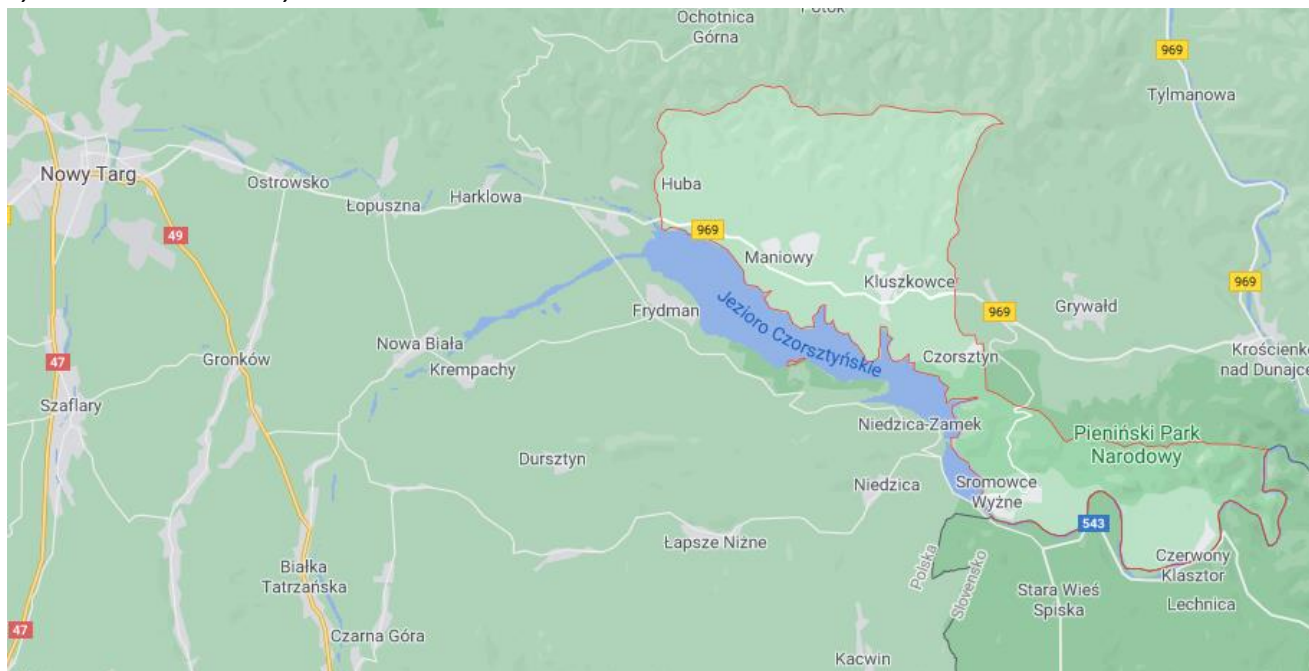 Ochotnica
Górna
Potok
969
Tylmanowa
Nowy Targ
Ostrowsko
Łopuszna
Harklowa
Huba
49
969
Maniowy
Kluszkowce
969
Grywałd
969
Jezioro Czorsztyńskie
Frydman
Czorsztyn
Krościenko
nad Dunajce
47
Gronków
Nowa Biała
Krempachy
Szaflary
Niedzica-Zamek
Pieniński Park
Narodowy
Dursztyn
Niedzica
Sromowce
Wyżne
543
Łapsze Niżne
Czerwony
Klasztor
Polska
Slovensko
Białka
Tatrzańska
Stara Wieś
Spiska
Lechnica
47
Czarna Góra
Kacwin